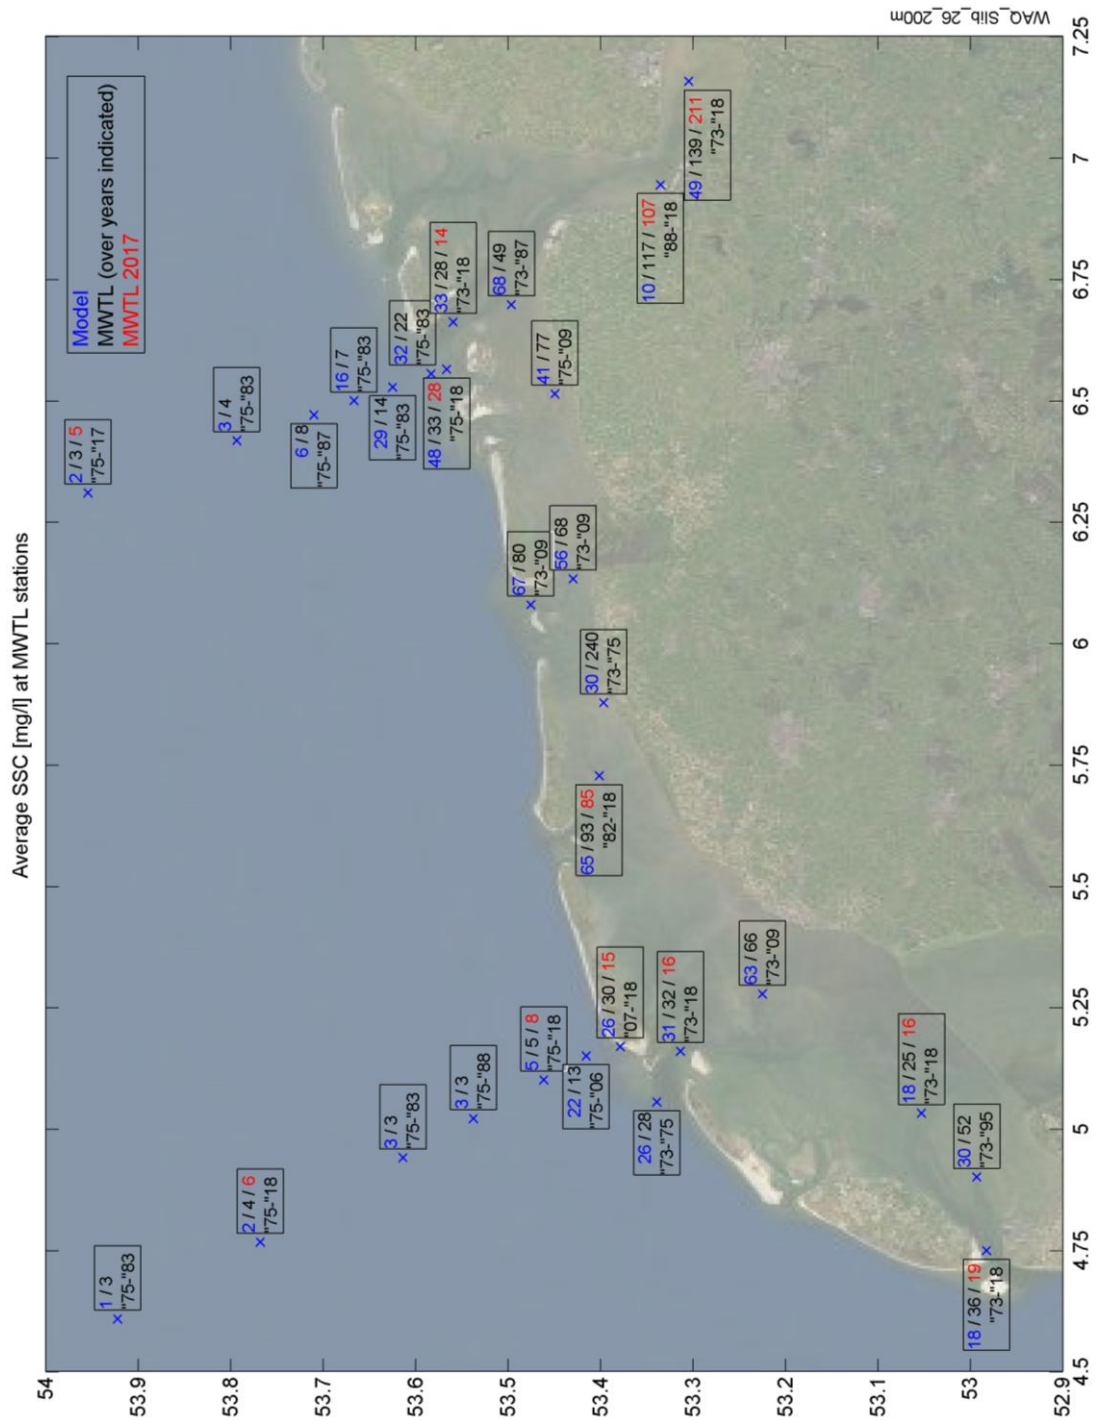 Average SSC [mg/l] at MWTL stations
Model
MWTL (over years indicated)
MWTL 2017
1 / 3
"75-"83
2 / 4 / 6
"75-"18
3 / 3
"75-"83
3 / 3
"75-"88
5 / 5 / 8
"75-"18
22 / 13
"75-"06
26 / 30 / 15
"07-"18
26 / 28
"73-"75
31 / 32 / 16
"73-"18
63 / 66
"73-"09
18 / 25 / 16
"73-"18
30 / 52
"73-"95
18 / 36 / 19
"73-"18
65 / 93 / 85
"82-"18
30 / 240
"73-"75
67 / 80
"73-"09
56 / 68
"73-"09
2 / 3 / 5
"75-"17
3 / 4
"75-"83
6 / 8
"75-"87
16 / 7
"75-"83
29 / 14
"75-"83
32 / 22
"75-"83
48 / 33 / 28
"75-"18
33 / 28 / 14
"73-"18
68 / 49
"73-"87
41 / 77
"75-"09
10 / 117 / 107
"88-"18
49 / 139 / 211
"73-"18
54
53.9
53.8
53.7
53.6
53.5
53.4
53.3
53.2
53.1
53
52.9
4.5
4.75
5
5.25
5.5
5.75
6
6.25
6.5
6.75
7
7.25
WAQ_Slib_26_200m